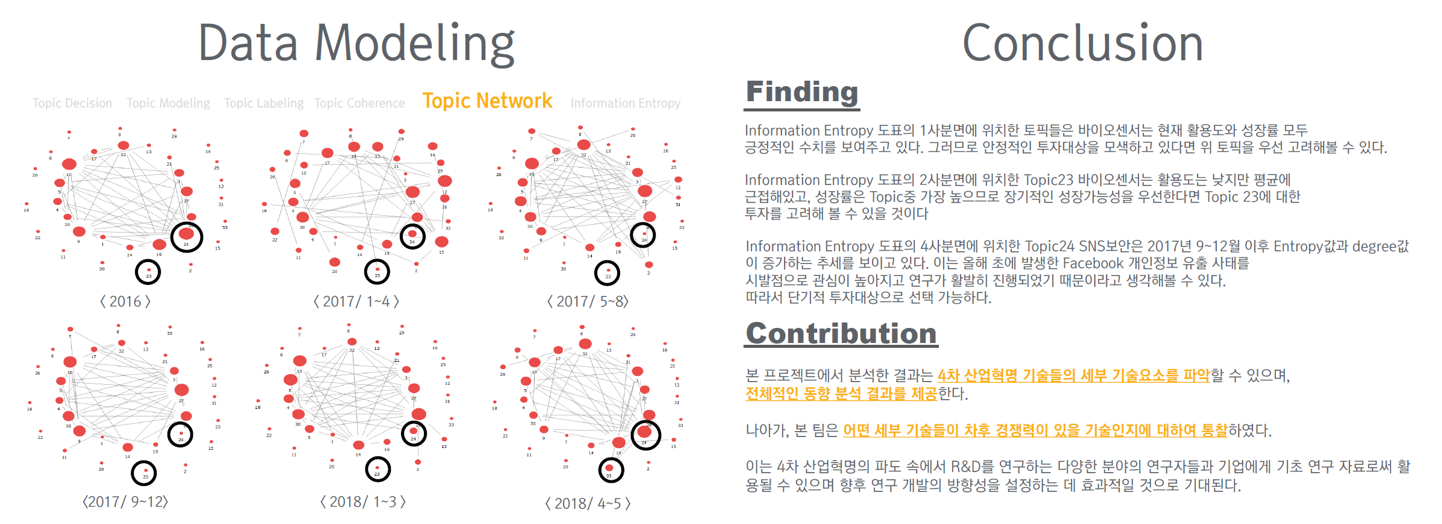 Data Modeling
Topic Decision Topic Modeling Topic Labeling Topic Coherence Topic Network Information Entropy
〈 2016 〉
〈 2017/ 1~4 〉
〈 2017/ 5~8〉
〈2017/ 9~12〉
〈 2018/ 1~3 〉
〈 2018/ 4~5 〉
Conclusion
Finding
Information Entropy 도표의 1사분면에 위치한 토픽들은 바이오센서는 현재 활용도와 성장률 모두
긍정적인 수치를 보여주고 있다. 그러므로 안정적인 투자대상을 모색하고 있다면 위 토픽을 우선 고려해볼 수 있다.
Information Entropy 도표의 2사분면에 위치한 Topic23 바이오센서는 활용도는 낮지만 평균에
근접해있고, 성장률은 Topic중 가장 높으므로 장기적인 성장가능성을 우선한다면 Topic 23에 대한
투자를 고려해 볼 수 있을 것이다
Information Entropy 도표의 4사분면에 위치한 Topic24 SNS보안은 2017년 9~12월 이후 Entropy값과 degree값
이 증가하는 추세를 보이고 있다. 이는 올해 초에 발생한 Facebook 개인정보 유출 사태를
시발점으로 관심이 높아지고 연구가 활발히 진행되었기 때문이라고 생각해볼 수 있다.
따라서 단기적 투자대상으로 선택 가능하다.
Contribution
본 프로젝트에서 분석한 결과는 4차 산업혁명 기술들의 세부 기술요소를 파악할 수 있으며,
전체적인 동향 분석 결과를 제공한다.
나아가, 본 팀은 어떤 세부 기술들이 차후 경쟁력이 있을 기술인지에 대하여 통찰하였다.
이는 4차 산업혁명의 파도 속에서 R&D를 연구하는 다양한 분야의 연구자들과 기업에게 기초 연구 자료로써 활
용될 수 있으며 향후 연구 개발의 방향성을 설정하는 데 효과적일 것으로 기대된다.